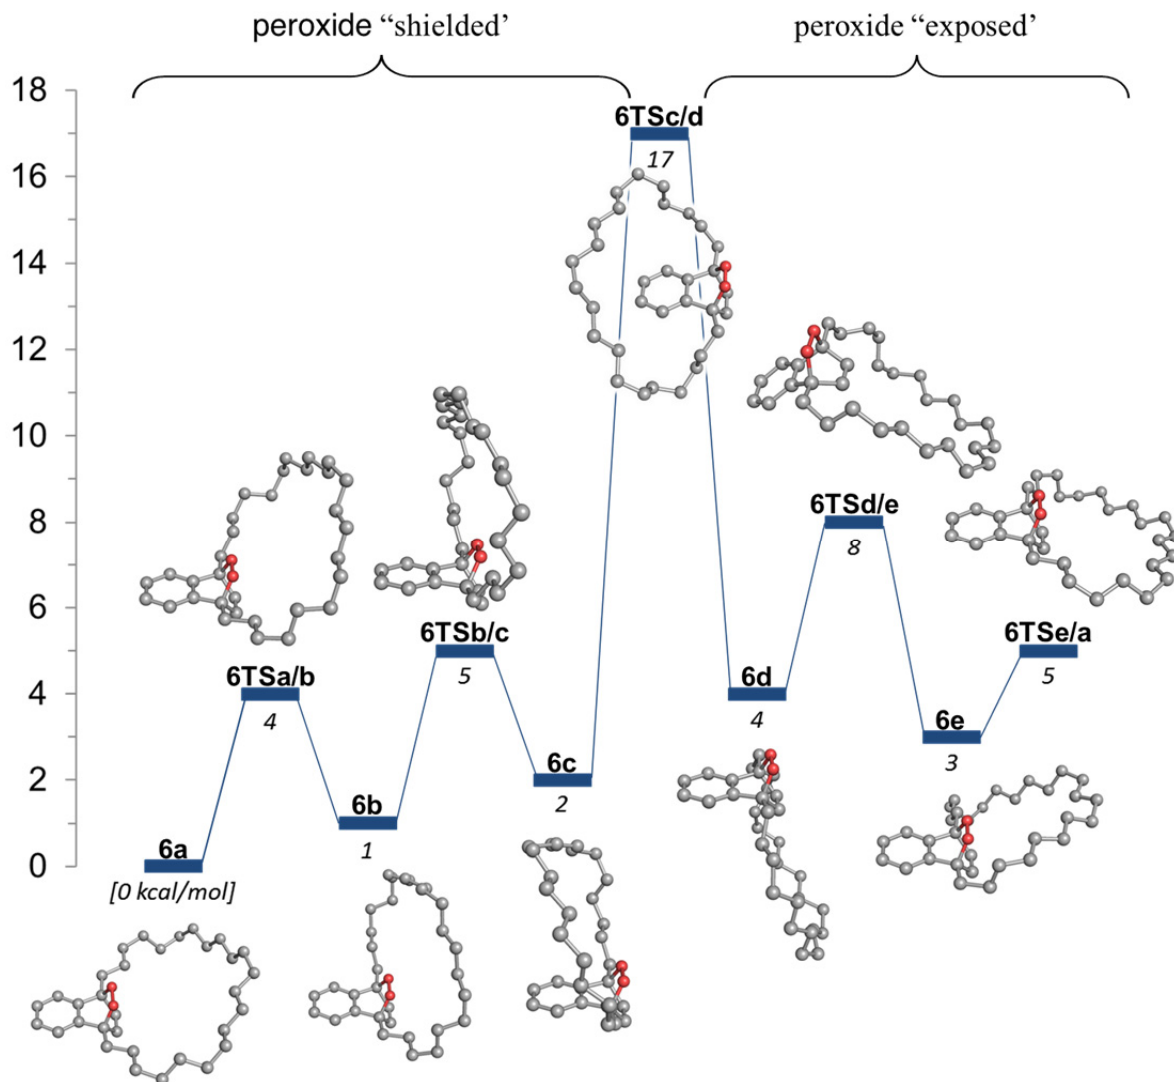 peroxide “shielded’
peroxide “exposed’
18
16
14
12
10
8
6
4
2
0
6TSc/d
17
6TSd/e
8
6TSb/c
5
6TSe/a
5
6TSa/b
4
6d
4
6e
3
6c
2
6b
1
6a
[0 kcal/mol]